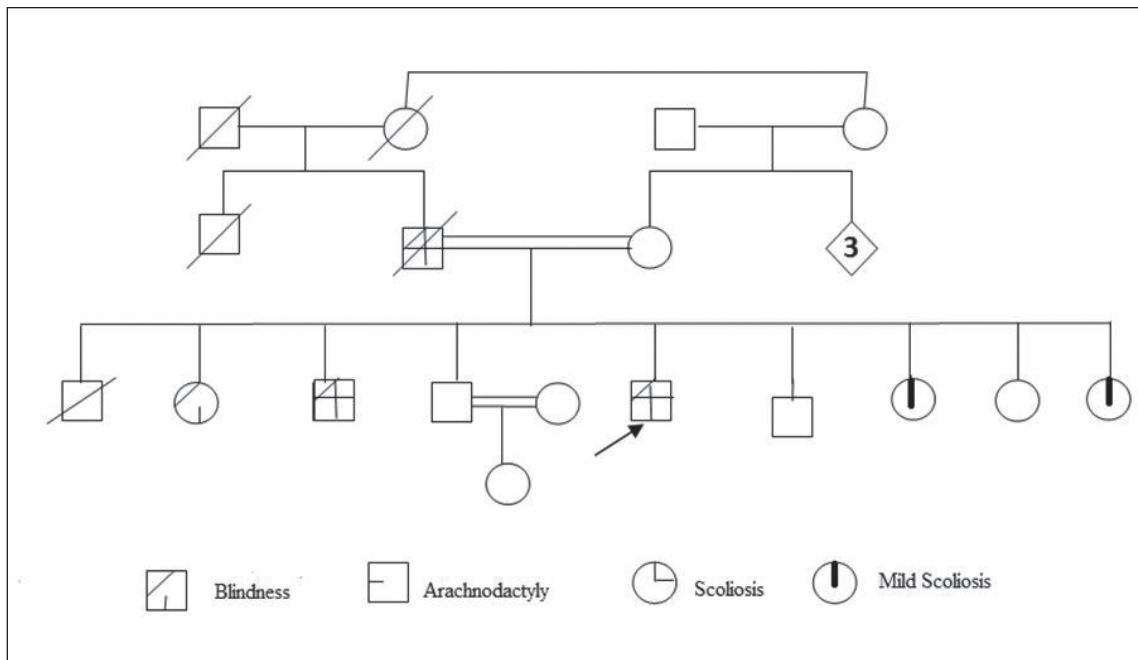 3
Blindness
Arachnodactyly
Scoliosis
Mild Scoliosis